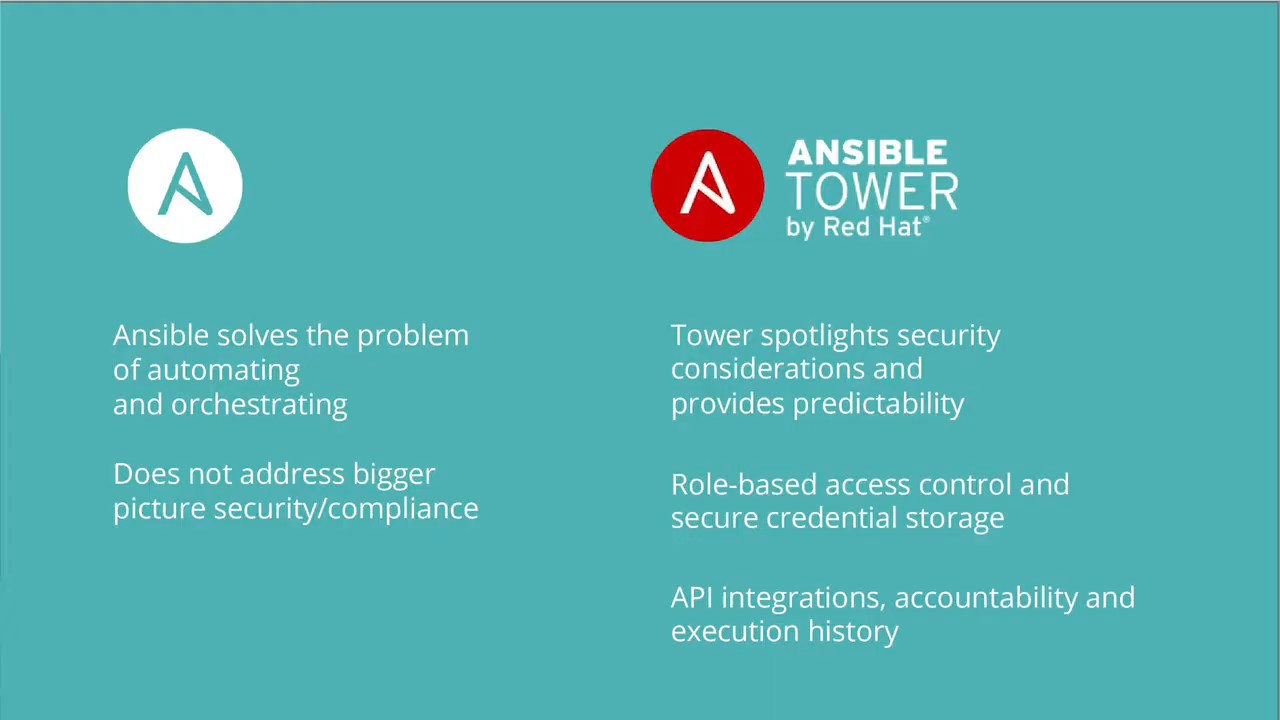 ANSIBLE
TOWER
by Red Hat®
Ansible solves the problem
of automating
and orchestrating
Does not address bigger
picture security/compliance
Tower spotlights security
considerations and
provides predictability
Role-based access control and
secure credential storage
API integrations, accountability and
execution history